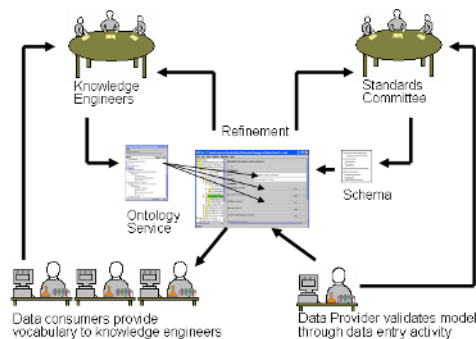 Knowledge
Engineers
Standards
Committee
Refinement
Ontology
Service
Schema
Data consumers provide
vocabulary to knowledge engineers
Data Provider validates model
through data entry activity